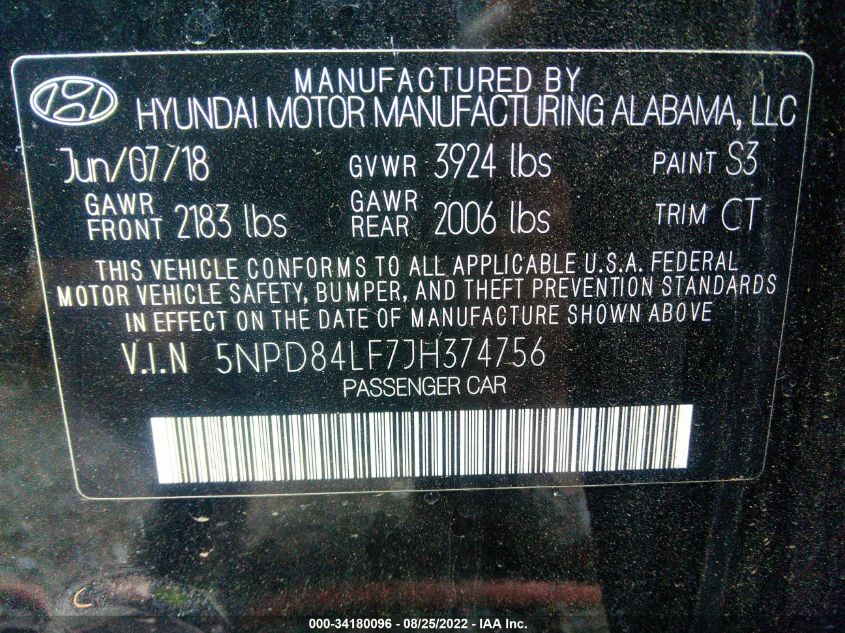 MANUFACTURED BY
HYUNDAI MOTOR MANUFACTURING ALABAMA, LLC
Jun/07/18 GVWR 3924 lbs PAINT S3
GAWR FRONT 2183 lbs GAWR REAR 2006 lbs TRIM CT
THIS VEHICLE CONFORMS TO ALL APPLICABLE U.S.A. FEDERAL
MOTOR VEHICLE SAFETY, BUMPER, AND THEFT PREVENTION STANDARDS
IN EFFECT ON THE DATE OF MANUFACTURE SHOWN ABOVE
V.I.N 5NPD84LF7JH374756
PASSENGER CAR
000-34180096 - 08/25/2022 - IAA Inc.